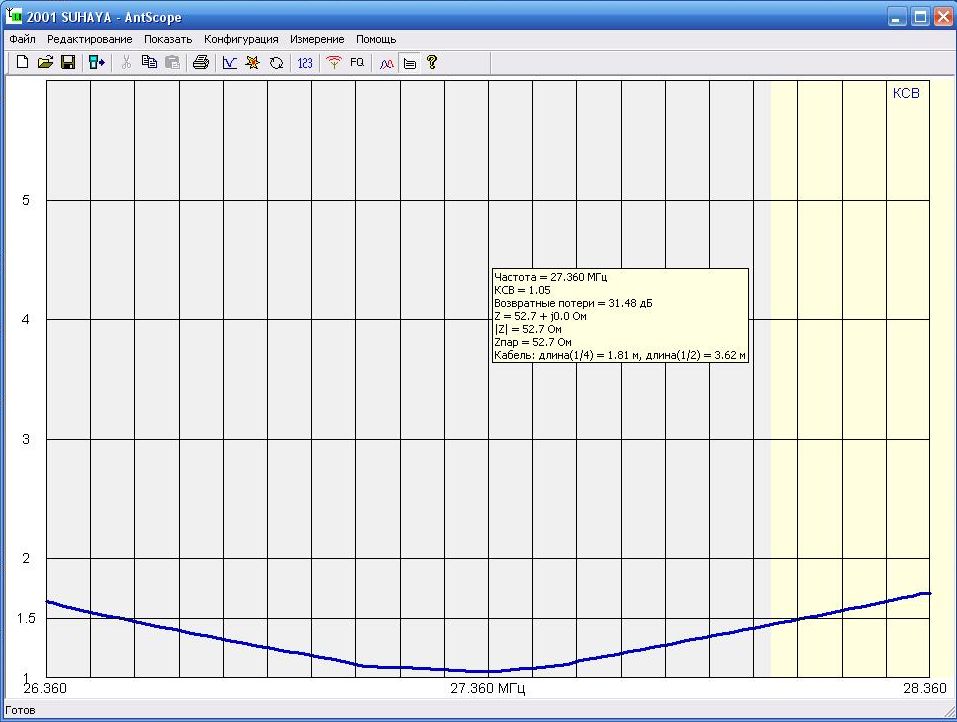 2001 SUHAYA - AntScope
Файл Редактирование Показать Конфигурация Измерение Помощь
123 FQ ?
КСВ
5
4
3
2
1.5
1
Частота = 27.360 МГц
КСВ = 1.05
Возвратные потери = 31.48 дБ
Z = 52.7 + j0.0 Ом
|Z| = 52.7 Ом
Zпар = 52.7 Ом
Кабель: длина(1/4) = 1.81 м, длина(1/2) = 3.62 м
26.360 27.360 МГц 28.360
Готов